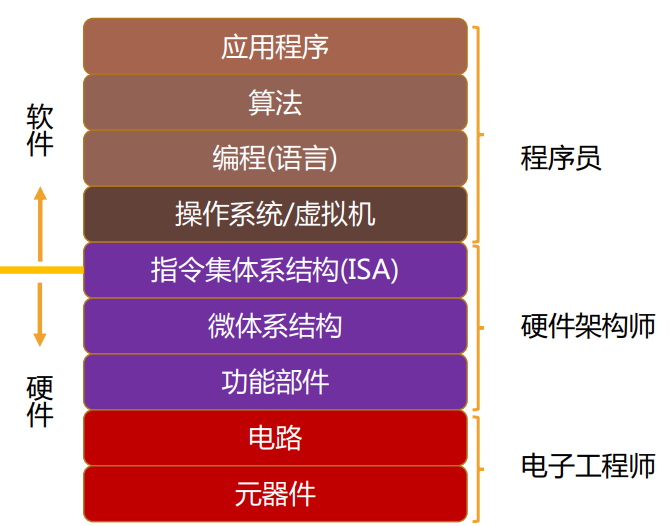 应用程序
算法
编程(语言)
操作系统/虚拟机
指令集体系结构(ISA)
微体系结构
功能部件
电路
元器件
软件
硬件
程序员
硬件架构师
电子工程师